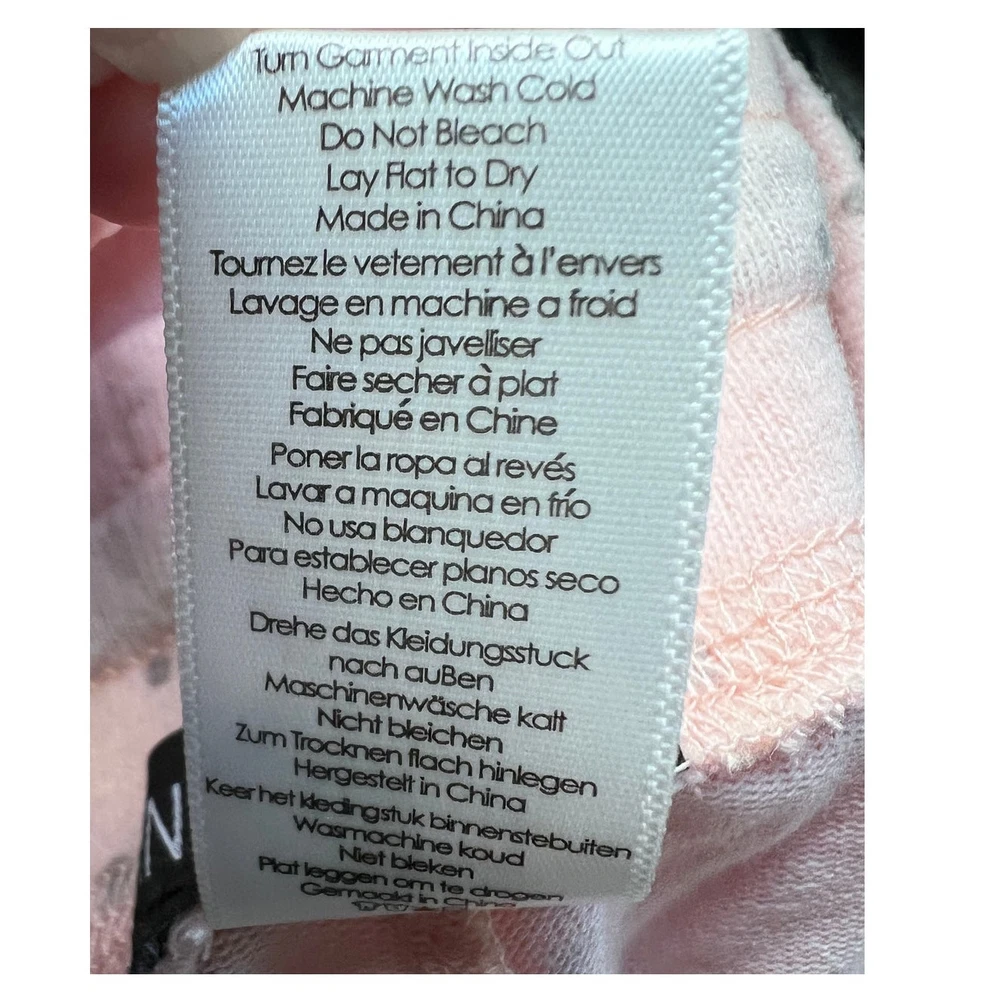 Turn Garment Inside Out
Machine Wash Cold
Do Not Bleach
Lay Flat to Dry
Made in China
Tournez le vetement à l'envers
Lavage en machine a froid
Ne pas javelliser
Faire secher à plat
Fabriqué en Chine
Poner la ropa al revés
Lavar a maquina en frío
No usa blanquedor
Para establecer planos seco
Hecho en China
Drehe das Kleidungsstuck
nach auBen
Maschinenwäsche kalt
Nicht bleichen
Zum Trocknen flach hinlegen
Hergestelt in China
Keer het kledingstuk binnenstebuiten
Wasmachine koud
Niet bleken
Plat leggen om te drogen
Gemaakt in China
N